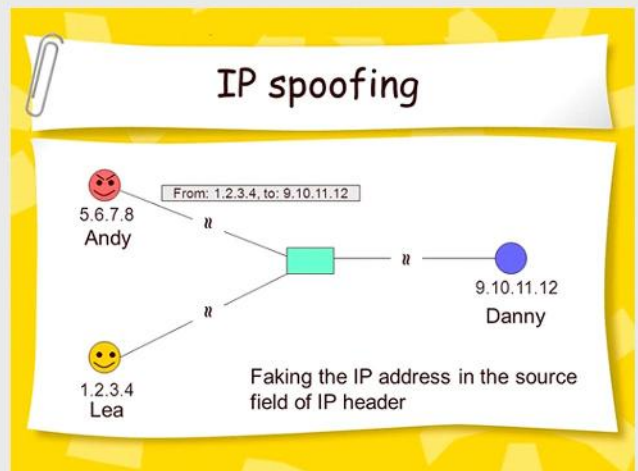 IP spoofing
From: 1.2.3.4, to: 9.10.11.12
5.6.7.8
Andy
9.10.11.12
Danny
1.2.3.4
Lea
Faking the IP address in the source
field of IP header